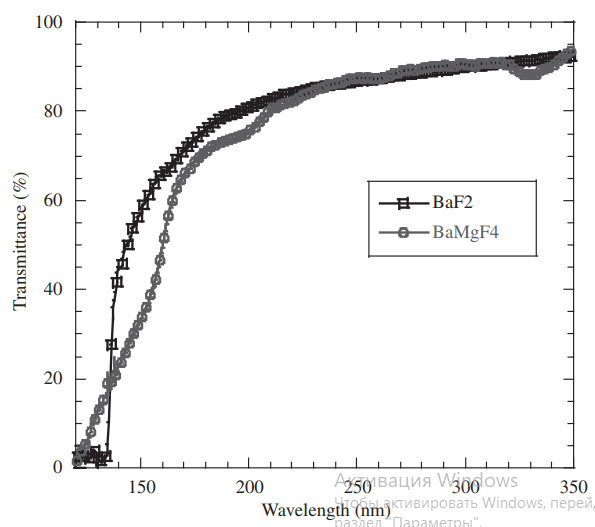 100
80
60
40
20
0
Transmittance (%)
BaF2
BaMgF4
150
200
250
300
350
Wavelength (nm)
Активация Windows
Чтобы активировать Windows, перей,
раздел "Параметры".